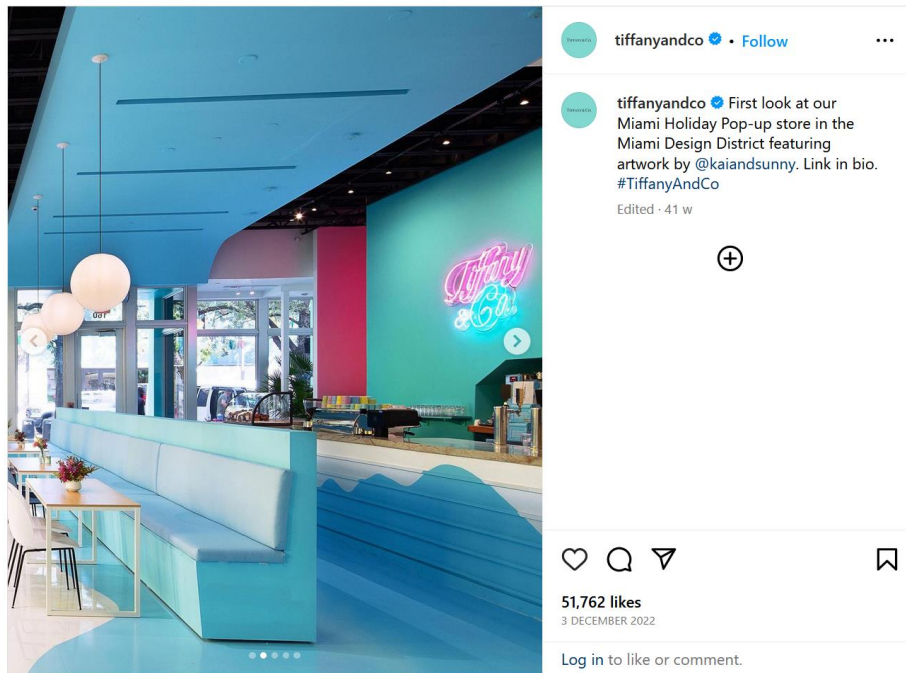 tiffanyandco • Follow
tiffanyandco First look at our
Miami Holiday Pop-up store in the
Miami Design District featuring
artwork by @kaiandsunny. Link in bio.
#TiffanyAndCo
Edited · 41 w
Tiffany
& Co.
160
51,762 likes
3 DECEMBER 2022
Log in to like or comment.